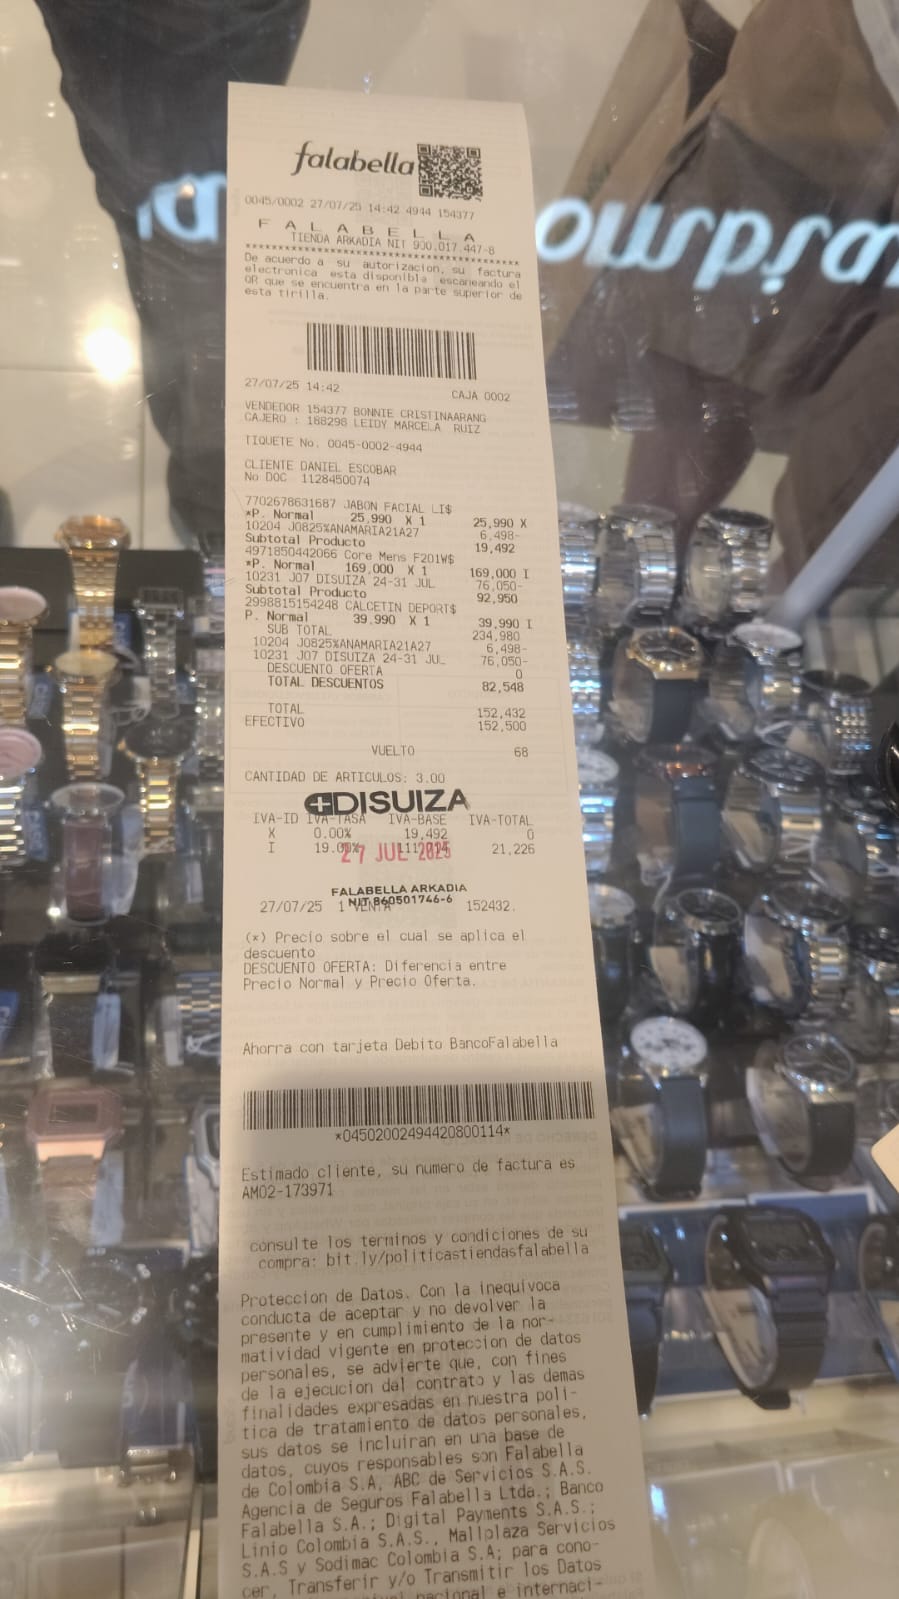 falabella
0045/0002 27/07/25 14:42 4944 154377
F A L A B E L L A
TIENDA ARKADIA NIT 900.017.447-8
****************************************
De acuerdo a su autorizacion, su factura
electronica esta disponible escaneando el
QR que se encuentra en la parte superior de
esta tirilla.
27/07/25 14:42
CAJA 0002
VENDEDOR 154377 BONNIE CRISTINAARANG
CAJERO : 188298 LEIDY MARCELA RUIZ
TIQUETE No. 0045-0002-4944
CLIENTE DANIEL ESCOBAR
No DOC 1128450074
7702678631687 JABON FACIAL LI$
*P. Normal 25,990 X 1 25,990 X
10204 J0825%ANAMARIA21A27 6,498-
Subtotal Producto 19,492
4971850442066 Core Mens F201W$
*P. Normal 169,000 X 1 169,000 I
10231 J07 DISUIZA 24-31 JUL 76,050-
Subtotal Producto 92,950
2998815154248 CALCETIN DEPORT$
P. Normal 39,990 X 1 39,990 I
SUB TOTAL 234,980
10204 J0825%ANAMARIA21A27 6,498-
10231 J07 DISUIZA 24-31 JUL 76,050-
DESCUENTO OFERTA 0
TOTAL DESCUENTOS 82,548
TOTAL 152,432
EFECTIVO 152,500
VUELTO 68
CANTIDAD DE ARTICULOS: 3.00
DISUIZA
IVA-ID IVA-TASA IVA-BASE IVA-TOTAL
X 0.00% 19,492 0
I 19.00% 21,226
27 JUL 2025
FALABELLA ARKADIA
NIT 860501746-6
27/07/25 1 VENTA 152432.
(*) Precio sobre el cual se aplica el
descuento
DESCUENTO OFERTA: Diferencia entre
Precio Normal y Precio Oferta.
Ahorra con tarjeta Debito BancoFalabella
*04502002494420800114*
Estimado cliente, su numero de factura es
AM02-173971
consulte los terminos y condiciones de su
compra: bit.ly/politicastiendasfalabella
Proteccion de Datos. Con la inequivoca
conducta de aceptar y no devolver la
presente y en cumplimiento de la nor-
matividad vigente en proteccion de datos
personales, se advierte que, con fines
de la ejecucion del contrato y las demas
finalidades expresadas en nuestra poli-
tica de tratamiento de datos personales,
sus datos se incluiran en una base de
datos, cuyos responsables son Falabella
de Colombia S.A, ABC de Servicios S.A.S.
Agencia de Seguros Falabella Ltda.; Banco
Falabella S.A.; Digital Payments S.A.S.;
Linio Colombia S.A.S., Mallplaza Servicios
S.A.S y Sodimac Colombia S.A; para cono-
cer, Transferir y/o Transmitir los Datos
nacional e internaci-